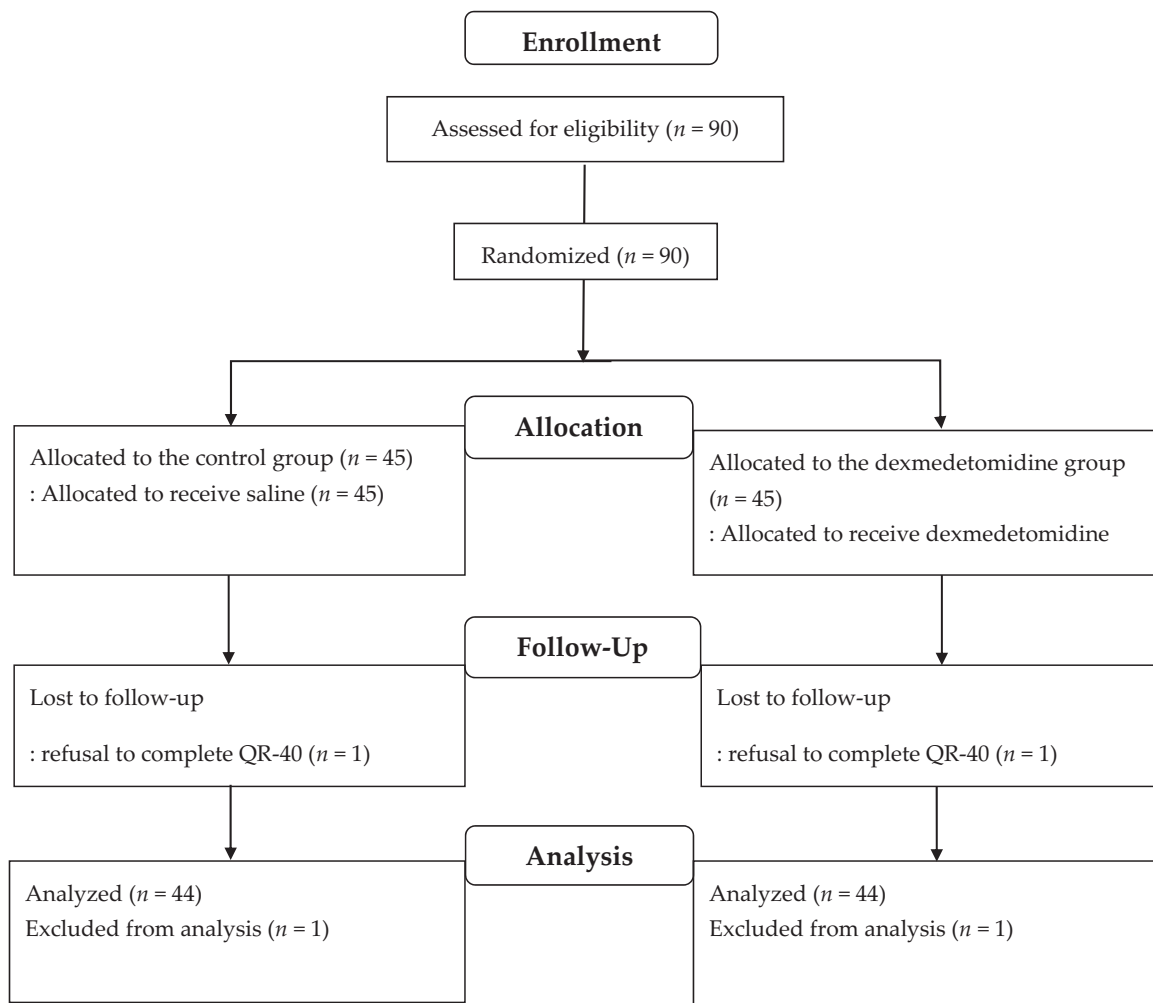 Enrollment
Assessed for eligibility (n = 90)
Randomized (n = 90)
Allocation
Allocated to the control group (n = 45)
: Allocated to receive saline (n = 45)
Allocated to the dexmedetomidine group
(n = 45)
: Allocated to receive dexmedetomidine
Follow-Up
Lost to follow-up
: refusal to complete QR-40 (n = 1)
Lost to follow-up
: refusal to complete QR-40 (n = 1)
Analysis
Analyzed (n = 44)
Excluded from analysis (n = 1)
Analyzed (n = 44)
Excluded from analysis (n = 1)